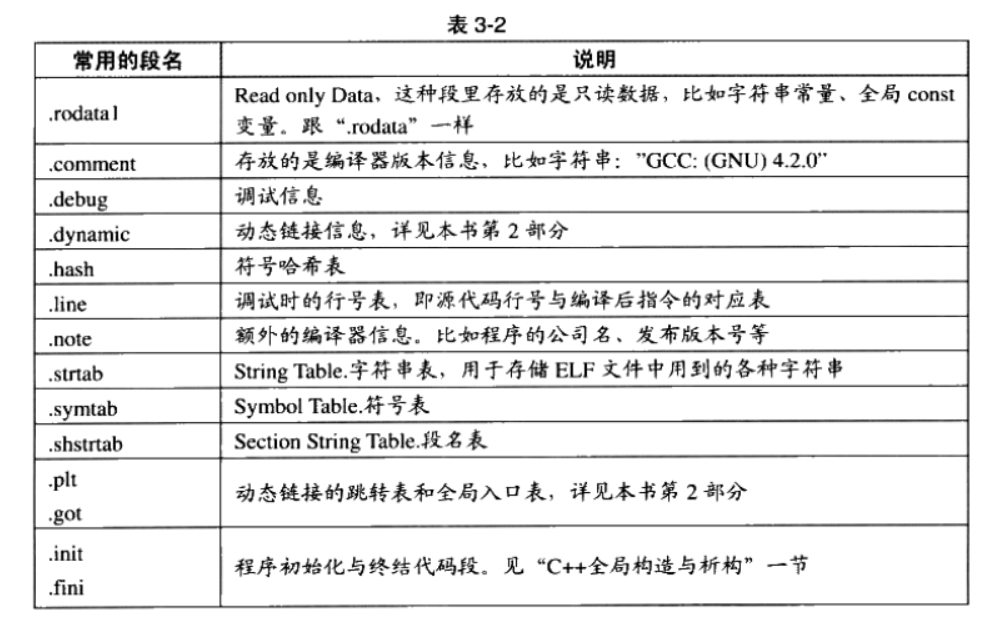 表 3-2
常用的段名 说明
.rodata1 Read only Data，这种段里存放的是只读数据，比如字符串常量、全局 const
变量。跟“.rodata”一样
.comment 存放的是编译器版本信息，比如字符串：”GCC: (GNU) 4.2.0”
.debug 调试信息
.dynamic 动态链接信息，详见本书第 2 部分
.hash 符号哈希表
.line 调试时的行号表，即源代码行号与编译后指令的对应表
.note 额外的编译器信息。比如程序的公司名、发布版本号等
.strtab String Table.字符串表，用于存储 ELF 文件中用到的各种字符串
.symtab Symbol Table.符号表
.shstrtab Section String Table.段名表
.plt
.got
动态链接的跳转表和全局入口表，详见本书第 2 部分
.init
.fini
程序初始化与终结代码段。见“C++全局构造与析构”一节